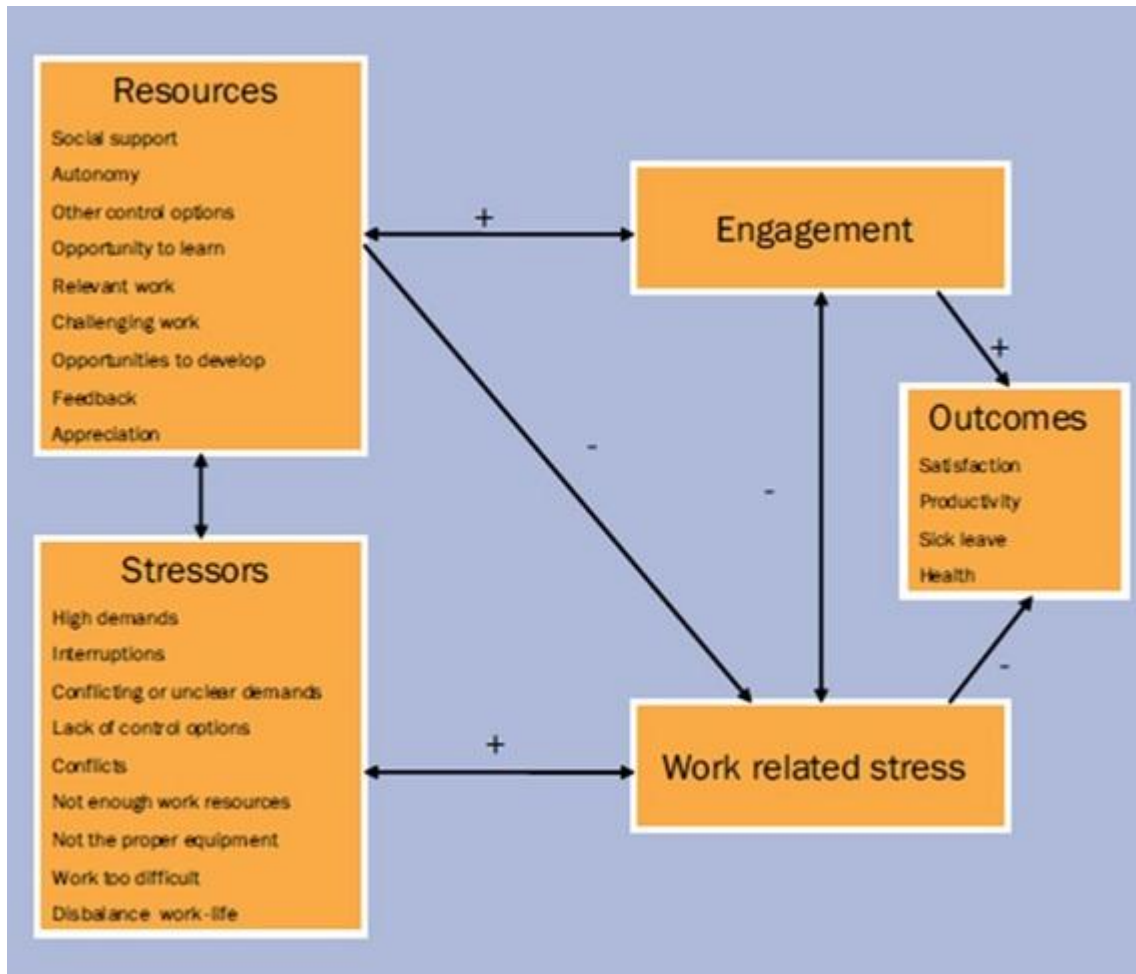 Resources
Social support
Autonomy
Other control options
Opportunity to learn
Relevant work
Challenging work
Opportunities to develop
Feedback
Appreciation
+
Engagement
+
-
-
Outcomes
Satisfaction
Productivity
Sick leave
Health
Stressors
High demands
Interruptions
Conflicting or unclear demands
Lack of control options
Conflicts
Not enough work resources
Not the proper equipment
Work too difficult
Disbalance work-life
+
Work related stress
-